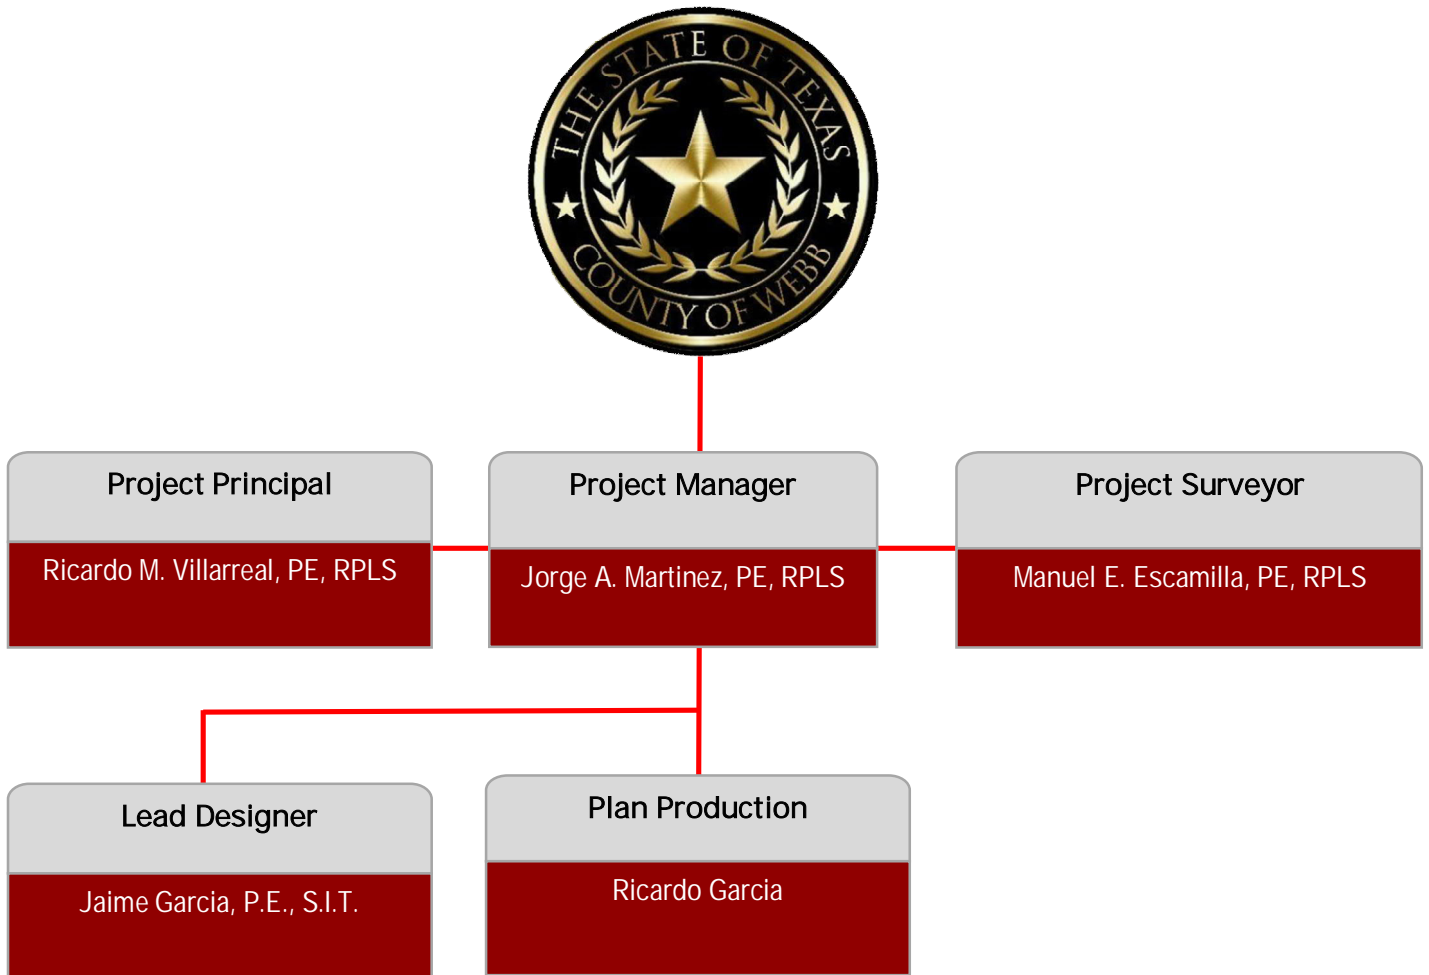 THE STATE OF TEXAS
COUNTY OF WEBB
Project Principal
Ricardo M. Villarreal, PE, RPLS
Project Manager
Jorge A. Martinez, PE, RPLS
Project Surveyor
Manuel E. Escamilla, PE, RPLS
Lead Designer
Jaime Garcia, P.E., S.I.T.
Plan Production
Ricardo Garcia